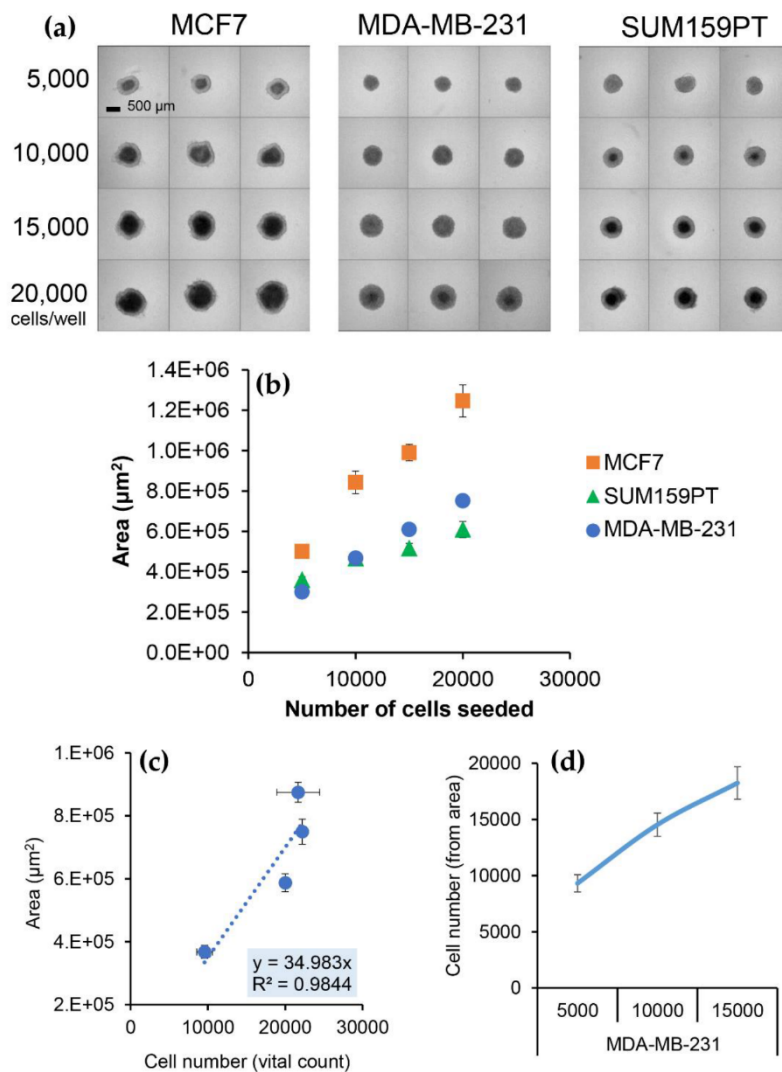 (a)
MCF7 MDA-MB-231 SUM159PT
5,000
500 µm
10,000
15,000
20,000
cells/well
(b)
1.4E+06
1.2E+06
1.0E+06
8.0E+05
6.0E+05
4.0E+05
2.0E+05
0.0E+00
Area (µm²)
0 10000 20000 30000
Number of cells seeded
MCF7
SUM159PT
MDA-MB-231
(c)
1.E+06
8.E+05
6.E+05
4.E+05
2.E+05
Area (µm²)
y = 34.983x
R² = 0.9844
0 10000 20000 30000
Cell number (vital count)
(d)
20000
15000
10000
5000
0
Cell number (from area)
5000 10000 15000
MDA-MB-231